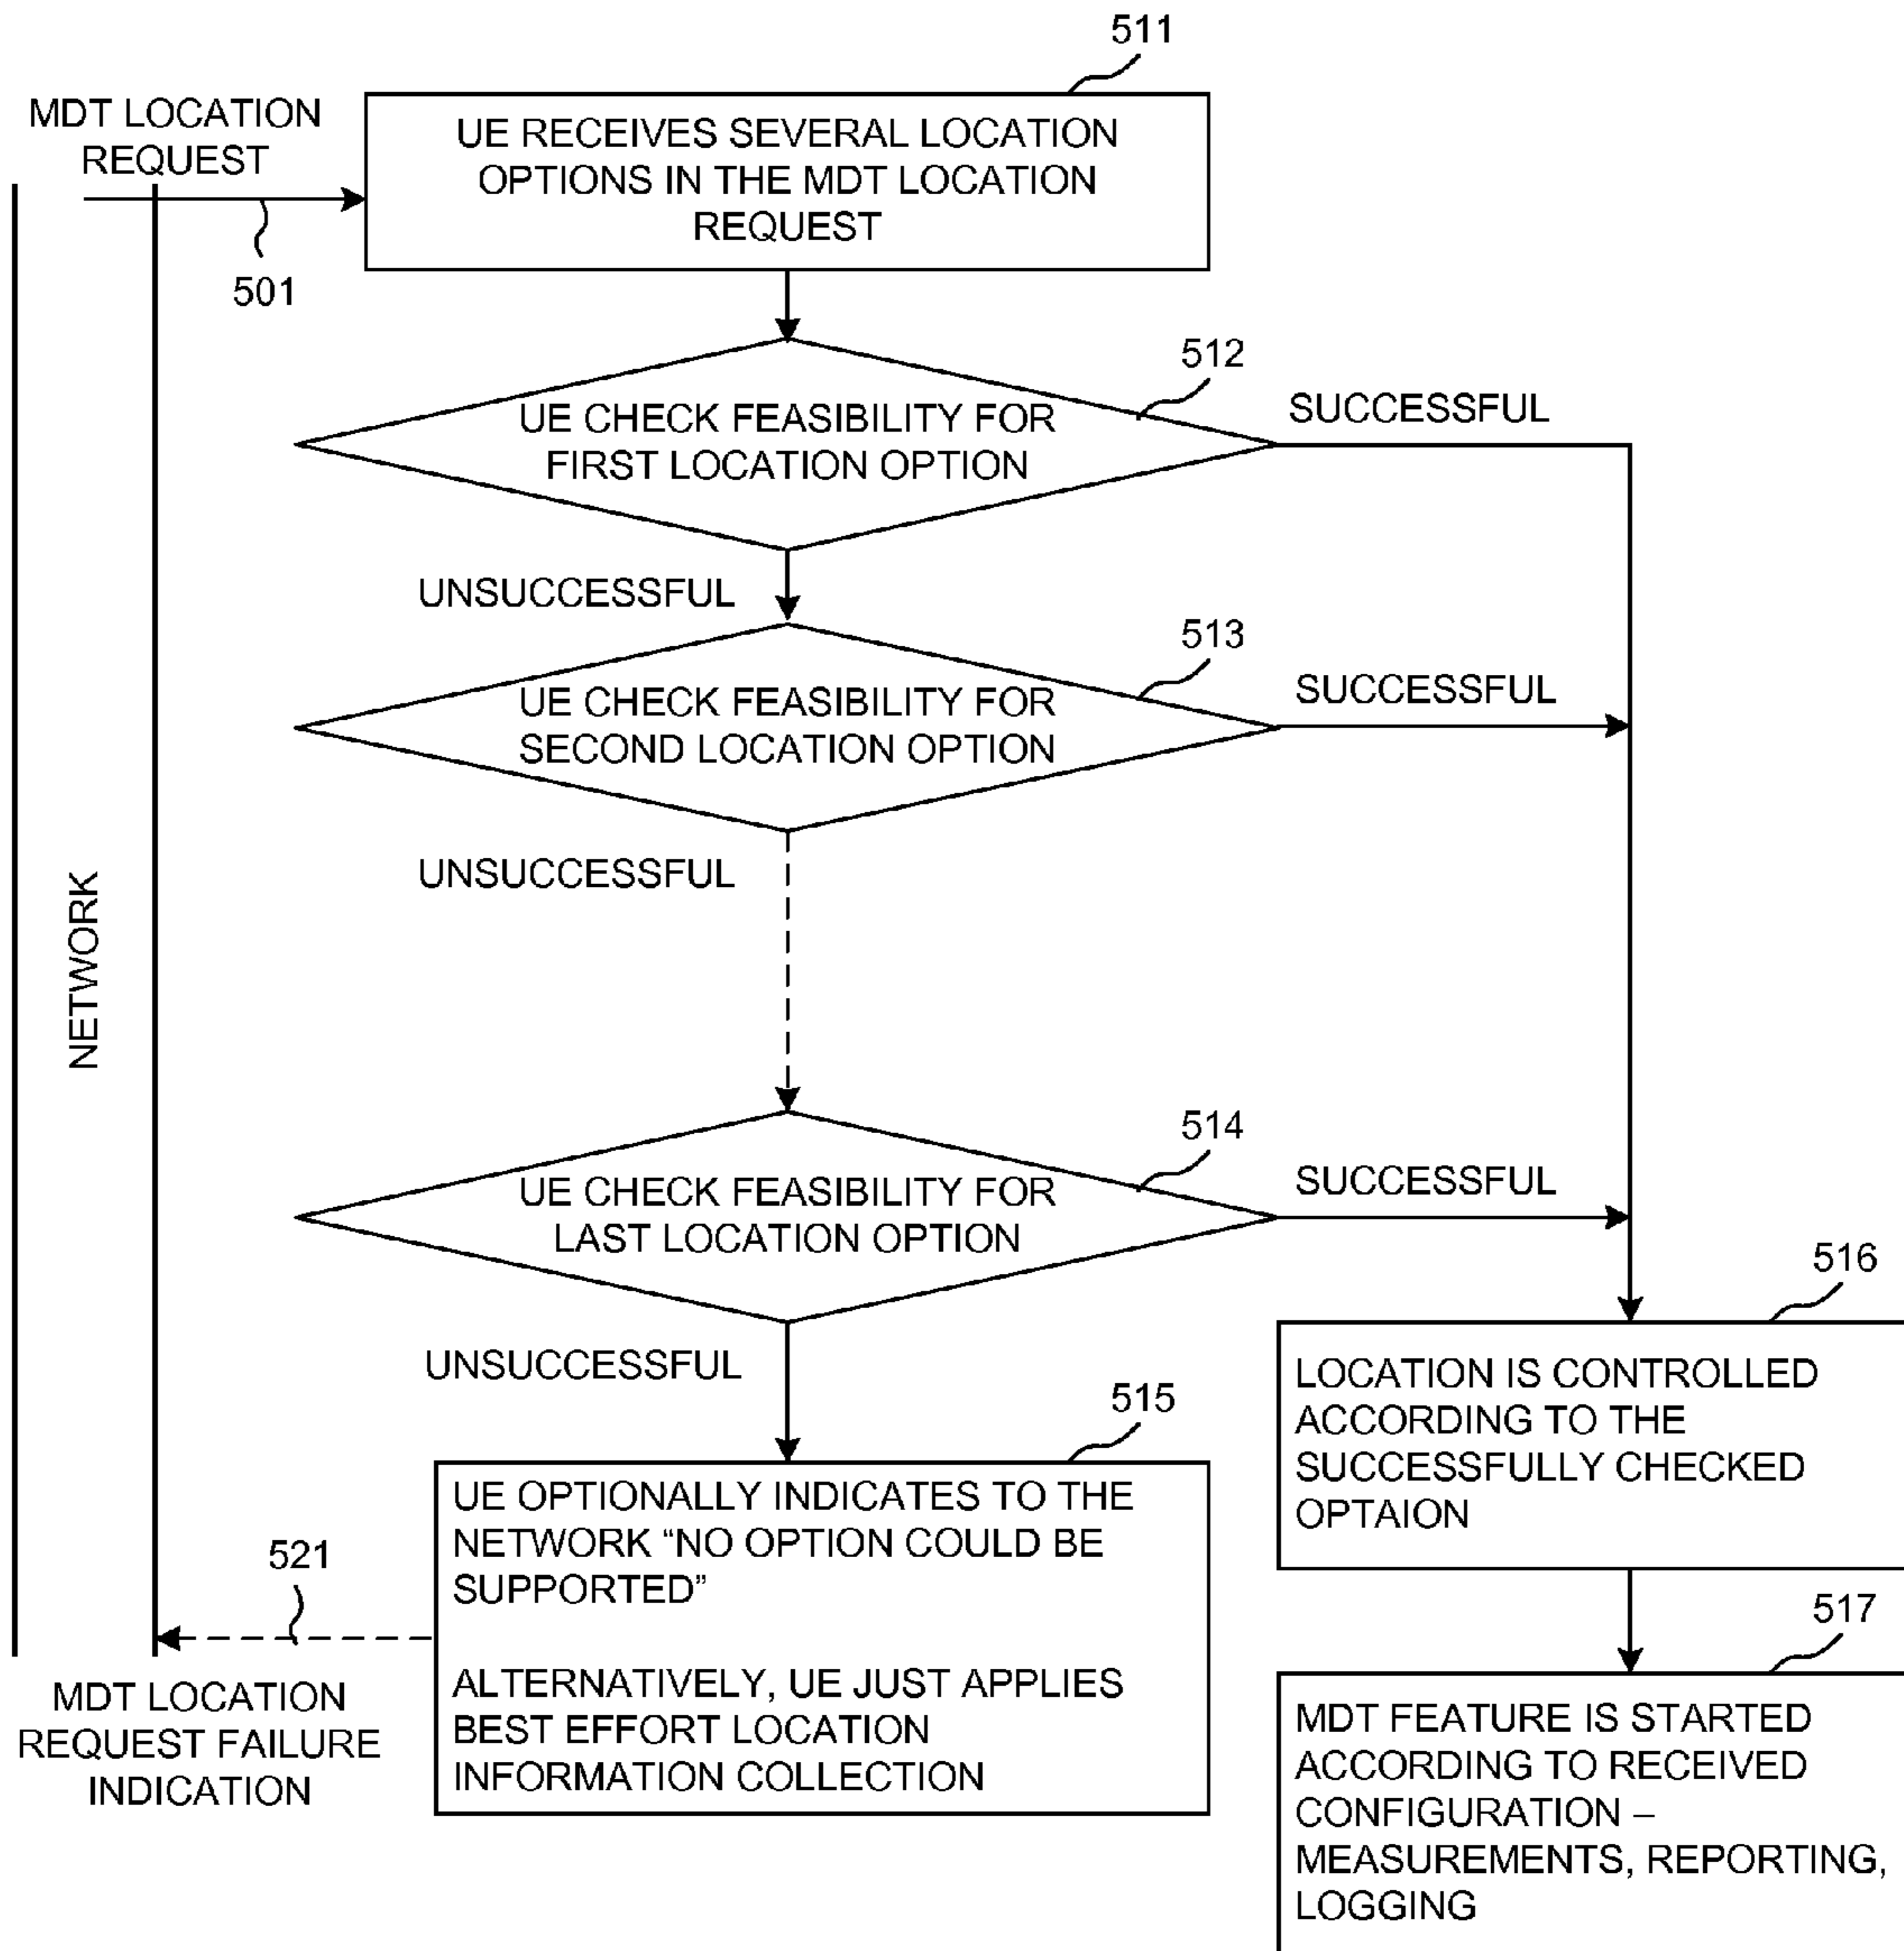 511
MDT LOCATION
REQUEST
UE RECEIVES SEVERAL LOCATION
OPTIONS IN THE MDT LOCATION
REQUEST
501
512
UE CHECK FEASIBILITY FOR
FIRST LOCATION OPTION
SUCCESSFUL
UNSUCCESSFUL
513
UE CHECK FEASIBILITY FOR
SECOND LOCATION OPTION
SUCCESSFUL
UNSUCCESSFUL
NETWORK
514
UE CHECK FEASIBILITY FOR
LAST LOCATION OPTION
SUCCESSFUL
UNSUCCESSFUL
516
LOCATION IS CONTROLLED
ACCORDING TO THE
SUCCESSFULLY CHECKED
OPTAION
515
UE OPTIONALLY INDICATES TO THE
NETWORK “NO OPTION COULD BE
SUPPORTED”
ALTERNATIVELY, UE JUST APPLIES
BEST EFFORT LOCATION
INFORMATION COLLECTION
521
MDT LOCATION
REQUEST FAILURE
INDICATION
517
MDT FEATURE IS STARTED
ACCORDING TO RECEIVED
CONFIGURATION –
MEASUREMENTS, REPORTING,
LOGGING